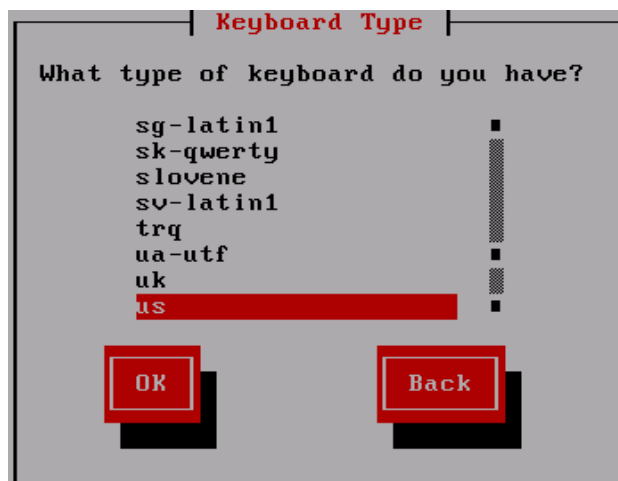 Keyboard Type
What type of keyboard do you have?
sg-latin1
sk-qwerty
slovene
sv-latin1
trq
ua-utf
uk
us
OK Back